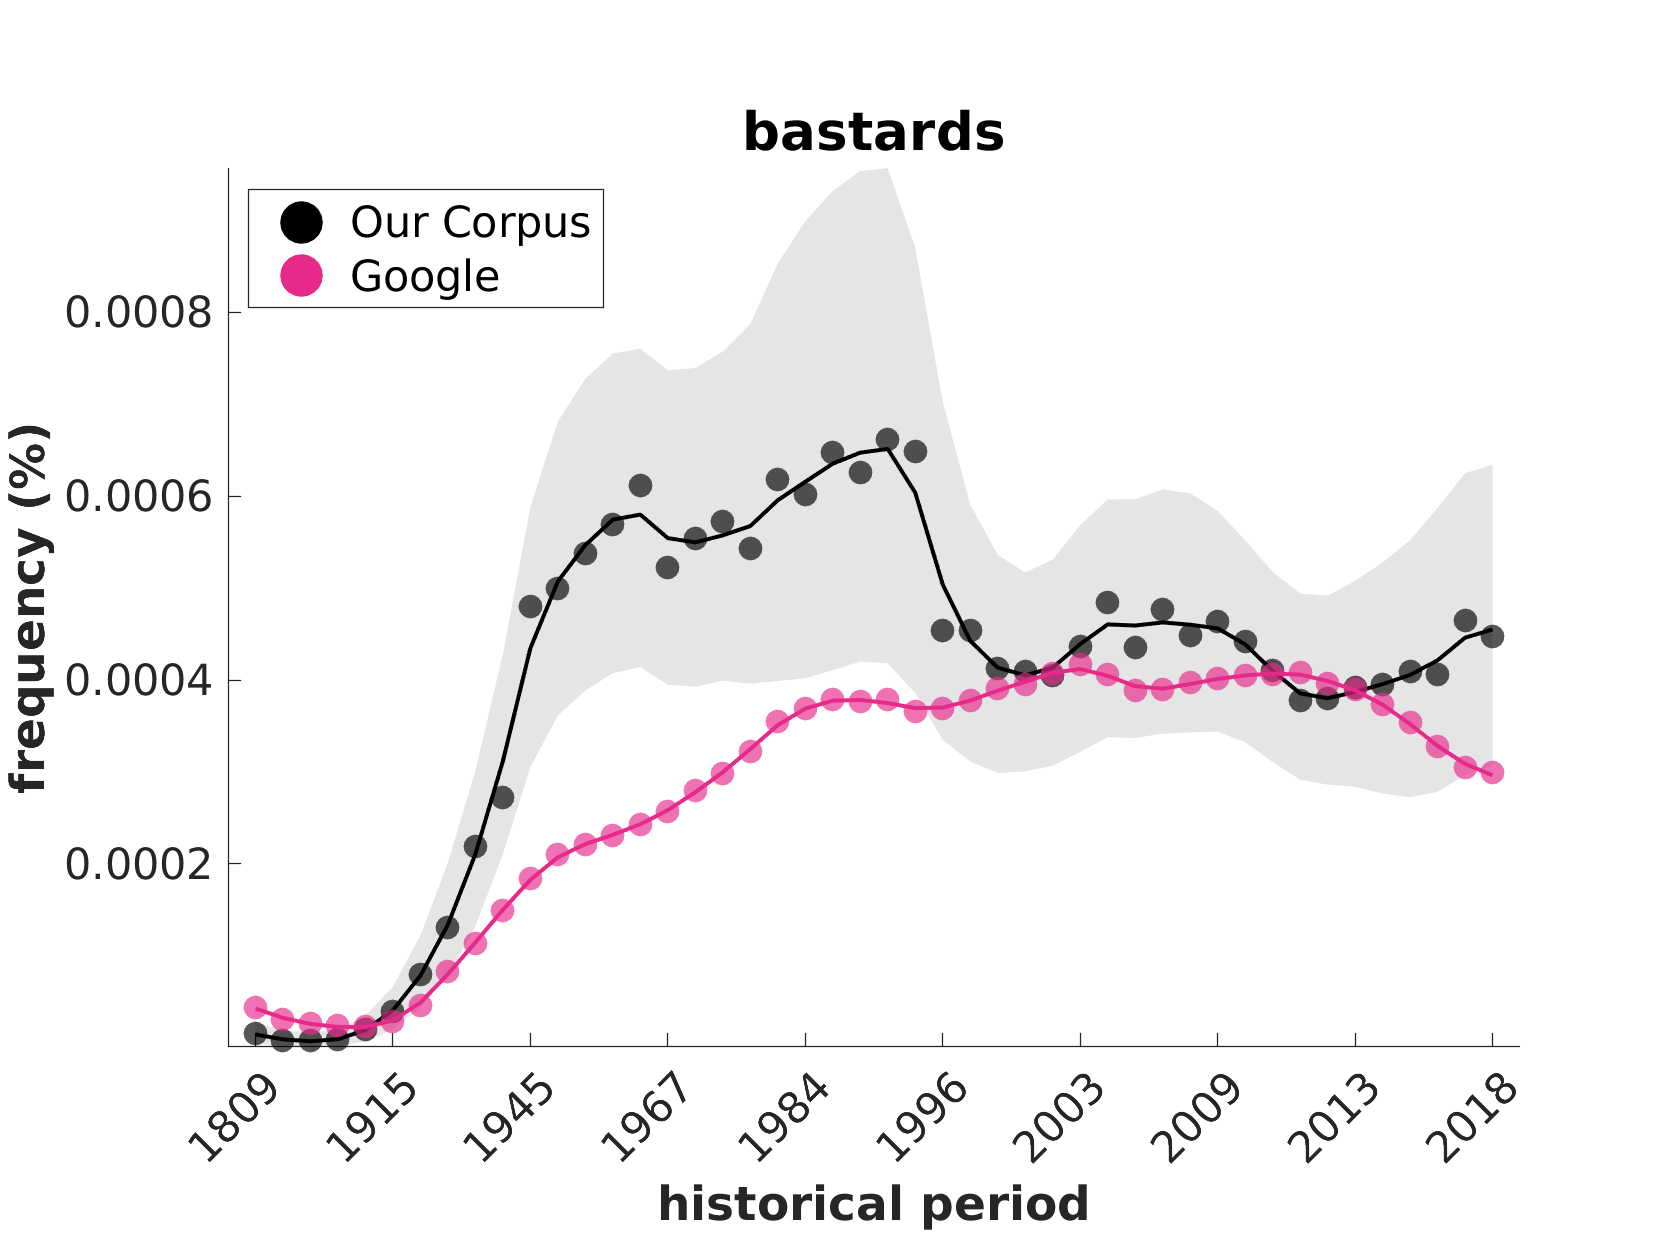 bastards
Our Corpus
Google
frequency (%)
0.0008
0.0006
0.0004
0.0002
1809 1915 1945 1967 1984 1996 2003 2009 2013 2018
historical period